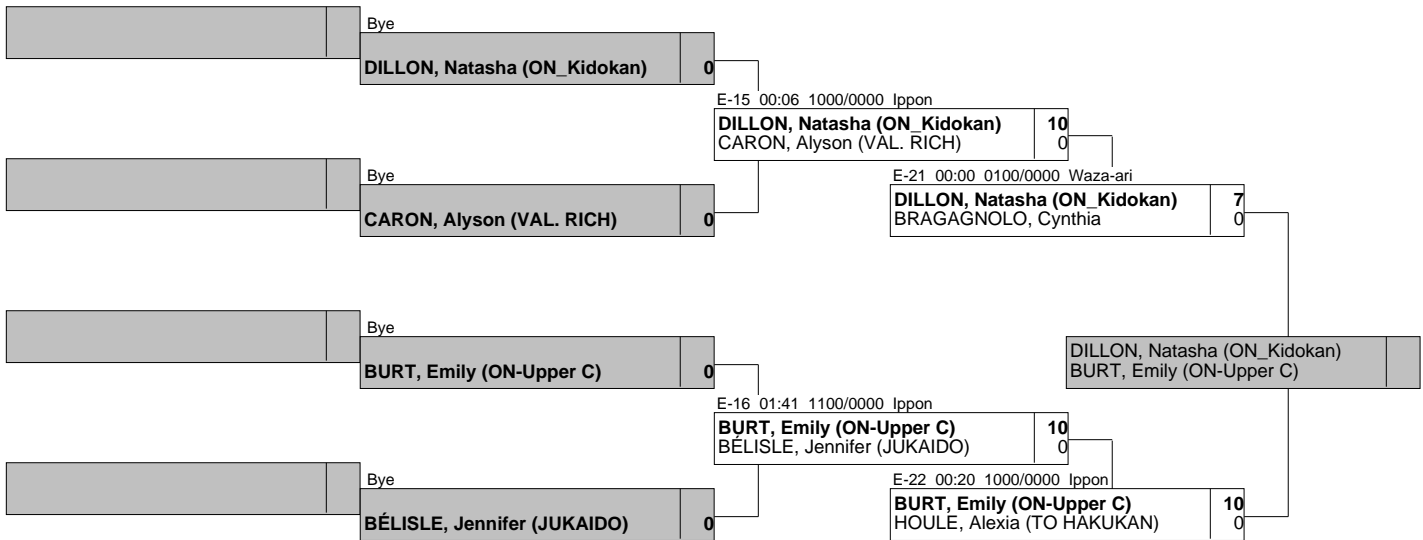 Bye
DILLON, Natasha (ON_Kidokan) 0
E-15 00:06 1000/0000 Ippon
DILLON, Natasha (ON_Kidokan) 10
CARON, Alyson (VAL. RICH) 0
Bye
CARON, Alyson (VAL. RICH) 0
E-21 00:00 0100/0000 Waza-ari
DILLON, Natasha (ON_Kidokan) 7
BRAGAGNOLO, Cynthia 0
Bye
BURT, Emily (ON-Upper C) 0
DILLON, Natasha (ON_Kidokan)
BURT, Emily (ON-Upper C)
E-16 01:41 1100/0000 Ippon
BURT, Emily (ON-Upper C) 10
BÉLISLE, Jennifer (JUKAIDO) 0
Bye
BÉLISLE, Jennifer (JUKAIDO) 0
E-22 00:20 1000/0000 Ippon
BURT, Emily (ON-Upper C) 10
HOULE, Alexia (TO HAKUKAN) 0